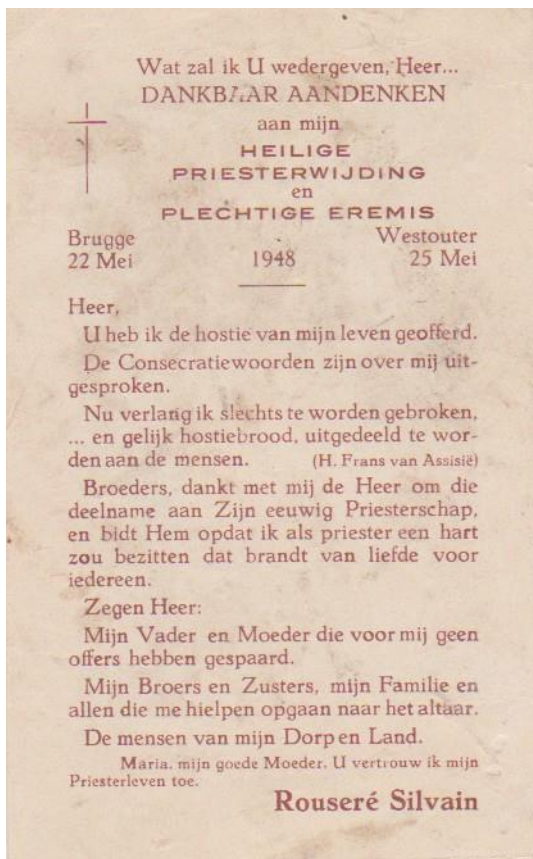 Wat zal ik U wedergeven, Heer...
DANKBAAR AANDENKEN
aan mijn
HEILIGE
PRIESTERWIJDING
en
PLECHTIGE EREMIS
Brugge Westouter
22 Mei 1948 25 Mei
Heer,
U heb ik de hostie van mijn leven geofferd.
De Consecratiewoorden zijn over mij uit-
gesproken.
Nu verlang ik slechts te worden gebroken,
... en gelijk hostiebrood, uitgedeeld te wor-
den aan de mensen. (H. Frans van Assisië)
Broeders, dankt met mij de Heer om die
deelname aan Zijn eeuwig Priesterschap,
en bidt Hem opdat ik als priester een hart
zou bezitten dat brandt van liefde voor
iedereen.
Zegen Heer:
Mijn Vader en Moeder die voor mij geen
offers hebben gespaard.
Mijn Broers en Zusters, mijn Familie en
allen die me hielpen opgaan naar het altaar.
De mensen van mijn Dorp en Land.
Maria, mijn goede Moeder, U vertrouw ik mijn
Priesterleven toe.
Rouseré Silvain